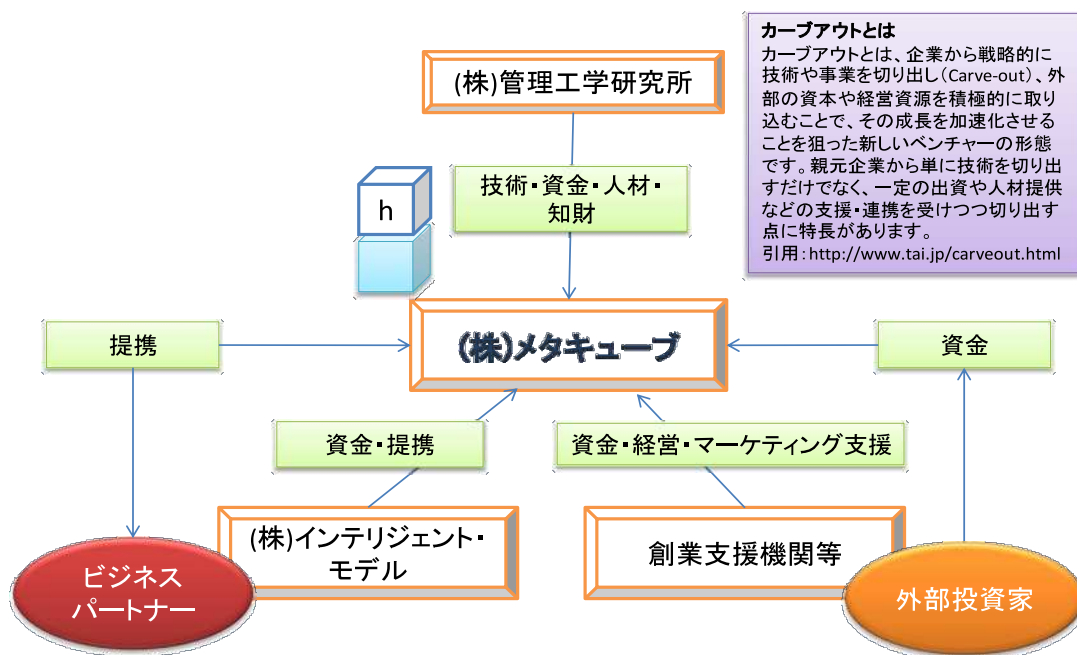 カーブアウトとは
カーブアウトとは、企業から戦略的に
技術や事業を切り出し(Carve-out)、外
部の資本や経営資源を積極的に取り
込むことで、その成長を加速化させる
ことを狙った新しいベンチャーの形態
です。親元企業から単に技術を切り出
すだけでなく、一定の出資や人材提供
などの支援・連携を受けつつ切り出す
点に特長があります。
引用：http://www.tai.jp/carveout.html
(株)管理工学研究所
技術・資金・人材・
知財
h
提携
(株)メタキューブ
資金
資金・提携
資金・経営・マーケティング支援
(株)インテリジェント・
モデル
創業支援機関等
ビジネス
パートナー
外部投資家